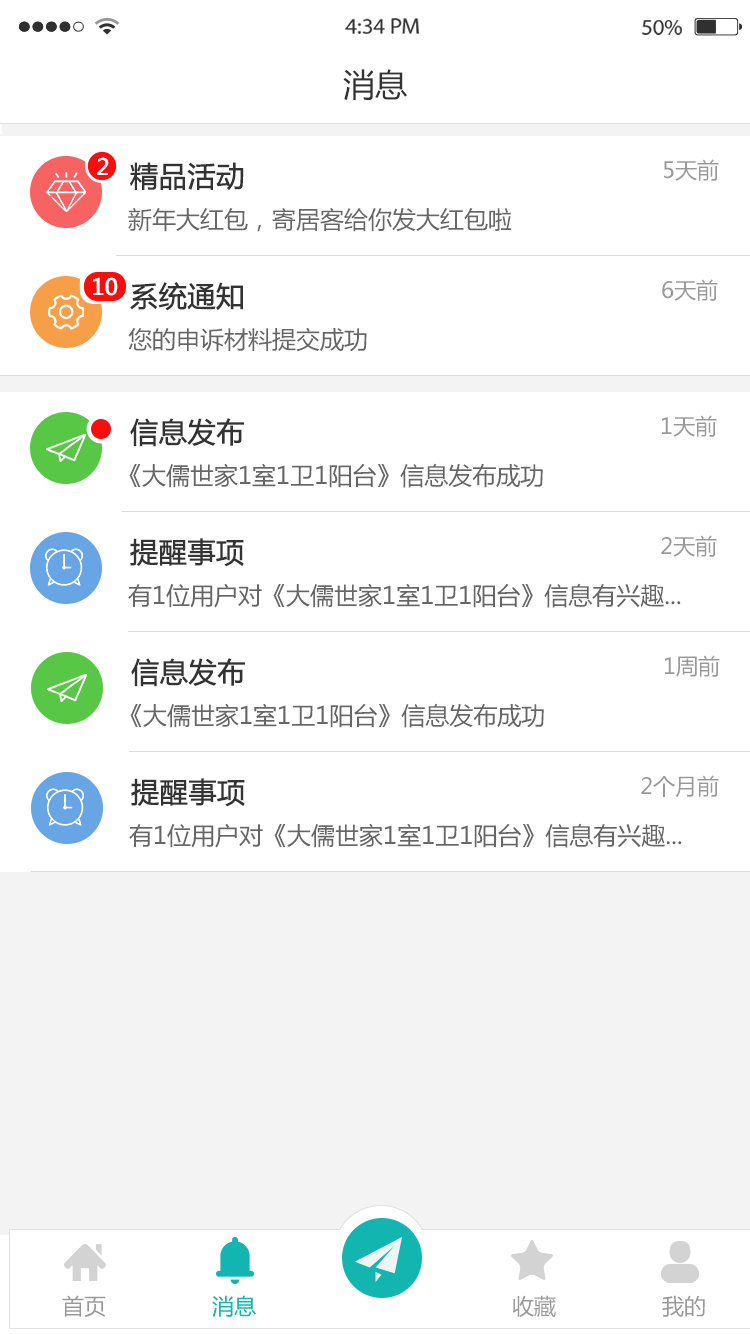 4:34 PM
50%
消息
2
精品活动
5天前
新年大红包，寄居客给你发大红包啦
10
系统通知
6天前
您的申诉材料提交成功
信息发布
1天前
《大儒世家1室1卫1阳台》信息发布成功
提醒事项
2天前
有1位用户对《大儒世家1室1卫1阳台》信息有兴趣...
信息发布
1周前
《大儒世家1室1卫1阳台》信息发布成功
提醒事项
2个月前
有1位用户对《大儒世家1室1卫1阳台》信息有兴趣...
首页
消息
收藏
我的